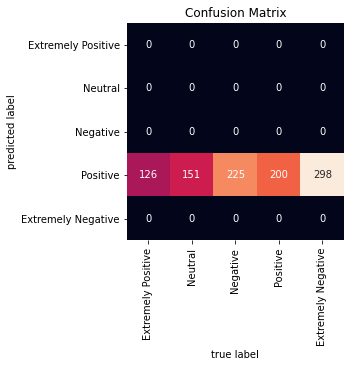 Confusion Matrix
predicted label
Extremely Positive 0 0 0 0 0
Neutral 0 0 0 0 0
Negative 0 0 0 0 0
Positive 126 151 225 200 298
Extremely Negative 0 0 0 0 0
Extremely Positive
Neutral
Negative
Positive
Extremely Negative
true label